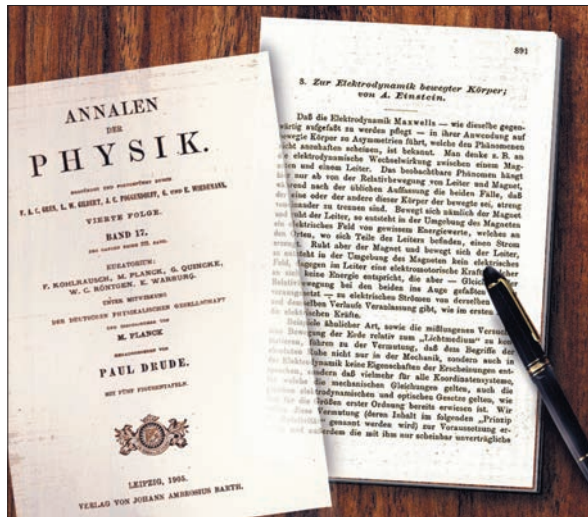 ANNALEN
DER
PHYSIK.
BEGRÜNDET UND FORTGEFÜHRT DURCH
F. A. C. GREN, L. W. GILBERT, J. C. POGGENDORFF, G. UND E. WIEDEMANN.
VIERTE FOLGE.
BAND 17.
DER GANZEN REIHE BAND.
KURATORIUM:
F. KOHLRAUSCH, M. PLANCK, G. QUINCKE,
W. C. RÖNTGEN, E. WARBURG.
UNTER MITWIRKUNG
DER DEUTSCHEN PHYSIKALISCHEN GESELLSCHAFT
M. PLANCK
HERAUSGEGEBEN VON
PAUL DRUDE.
MIT FÜNF FIGURENTAFELN.
LEIPZIG, 1905.
VERLAG VON JOHANN AMBROSIUS BARTH.
891
3. Zur Elektrodynamik bewegter Körper;
von A. Einstein.
Daß die Elektrodynamik Maxwells — wie dieselbe gegen-
wärtig aufgefaßt zu werden pflegt — in ihrer Anwendung auf
bewegte Körper zu Asymmetrien führt, welche den Phänomenen
nicht anzuhaften scheinen, ist bekannt. Man denke z. B. an
die elektrodynamische Wechselwirkung zwischen einem Mag-
neten und einem Leiter. Das beobachtbare Phänomen hängt
nur ab von der Relativbewegung von Leiter und Magnet,
während nach der üblichen Auffassung die beiden Fälle, daß
der eine oder der andere dieser Körper der bewegte sei, streng
voneinander zu trennen sind. Bewegt sich nämlich der Magnet
und ruht der Leiter, so entsteht in der Umgebung des Magneten
ein elektrisches Feld von gewissem Energiewerte, welches an
den Orten, wo sich Teile des Leiters befinden, einen Strom
erzeugt. Ruht aber der Magnet und bewegt sich der Leiter,
so entsteht in der Umgebung des Magneten kein elektrisches
Feld, dagegen im Leiter eine elektromotorische Kraft, welcher
an sich keine Energie entspricht, die aber — Gleichheit der
Relativbewegung bei den beiden ins Auge gefaßten
vorausgesetzt — zu elektrischen Strömen von derselben
und demselben Verlaufe Veranlassung gibt, wie im ersten
die elektrischen Kräfte.
Beispiele ähnlicher Art, sowie die mißlungenen Versuche,
eine Bewegung der Erde relativ zum „Lichtmedium“ zu kon-
statieren, führen zu der Vermutung, daß dem Begriffe der
absoluten Ruhe nicht nur in der Mechanik, sondern auch in
der Elektrodynamik keine Eigenschaften der Erscheinungen ent-
sprechen, sondern daß vielmehr für alle Koordinatensysteme,
für welche die mechanischen Gleichungen gelten, auch die
elektrodynamischen und optischen Gesetze gelten, wie
für die Größen erster Ordnung bereits erwiesen ist. Wir
diese Vermutung (deren Inhalt im folgenden „Prinzip
genannt werden wird) zur Voraussetzung er-
und außerdem die mit ihm nur scheinbar unverträgliche